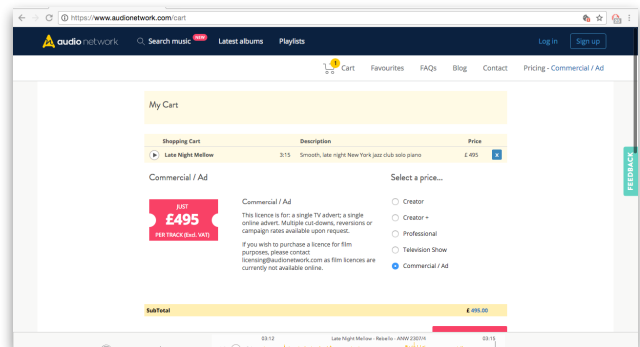 https://www.audionetwork.com/cart
audio network
Search music NEW
Latest albums
Playlists
Log in
Sign up
1
Cart
Favourites
FAQs
Blog
Contact
Pricing - Commercial / Ad
My Cart
Shopping Cart
Description
Price
Late Night Mellow
3:15
Smooth, late night New York jazz club solo piano
£ 495
x
Commercial / Ad
Select a price...
JUST
£495
PER TRACK (Excl. VAT)
Commercial / Ad
This licence is for: a single TV advert; a single
online advert. Multiple cut-downs, reversions or
campaign rates available upon request.
If you wish to purchase a licence for film
purposes, please contact
licensing@audionetwork.com as film licences are
currently not available online.
Creator
Creator +
Professional
Television Show
Commercial / Ad
FEEDBACK
SubTotal
£ 495.00
03:12
Late Night Mellow - Rebello - ANW 2307/4
03:15